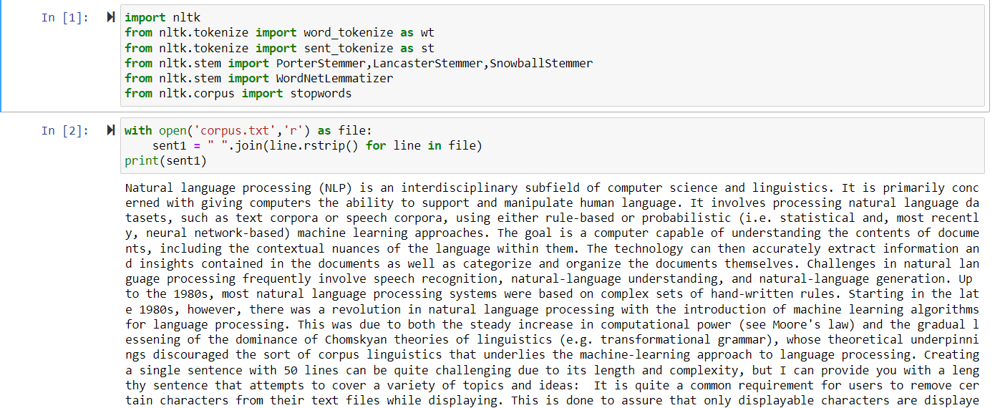 In [1]: import nltk
from nltk.tokenize import word_tokenize as wt
from nltk.tokenize import sent_tokenize as st
from nltk.stem import PorterStemmer,LancasterStemmer,SnowballStemmer
from nltk.stem import WordNetLemmatizer
from nltk.corpus import stopwords
In [2]: with open('corpus.txt','r') as file:
    sent1 = " ".join(line.rstrip() for line in file)
print(sent1)
Natural language processing (NLP) is an interdisciplinary subfield of computer science and linguistics. It is primarily conc
erned with giving computers the ability to support and manipulate human language. It involves processing natural language da
tasets, such as text corpora or speech corpora, using either rule-based or probabilistic (i.e. statistical and, most recentl
y, neural network-based) machine learning approaches. The goal is a computer capable of understanding the contents of docume
nts, including the contextual nuances of the language within them. The technology can then accurately extract information an
d insights contained in the documents as well as categorize and organize the documents themselves. Challenges in natural lan
guage processing frequently involve speech recognition, natural-language understanding, and natural-language generation. Up
to the 1980s, most natural language processing systems were based on complex sets of hand-written rules. Starting in the lat
e 1980s, however, there was a revolution in natural language processing with the introduction of machine learning algorithms
for language processing. This was due to both the steady increase in computational power (see Moore's law) and the gradual l
essening of the dominance of Chomskyan theories of linguistics (e.g. transformational grammar), whose theoretical underpinni
ngs discouraged the sort of corpus linguistics that underlies the machine-learning approach to language processing. Creating
a single sentence with 50 lines can be quite challenging due to its length and complexity, but I can provide you with a leng
thy sentence that attempts to cover a variety of topics and ideas:  It is quite a common requirement for users to remove cer
tain characters from their text files while displaying. This is done to assure that only displayable characters are displaye